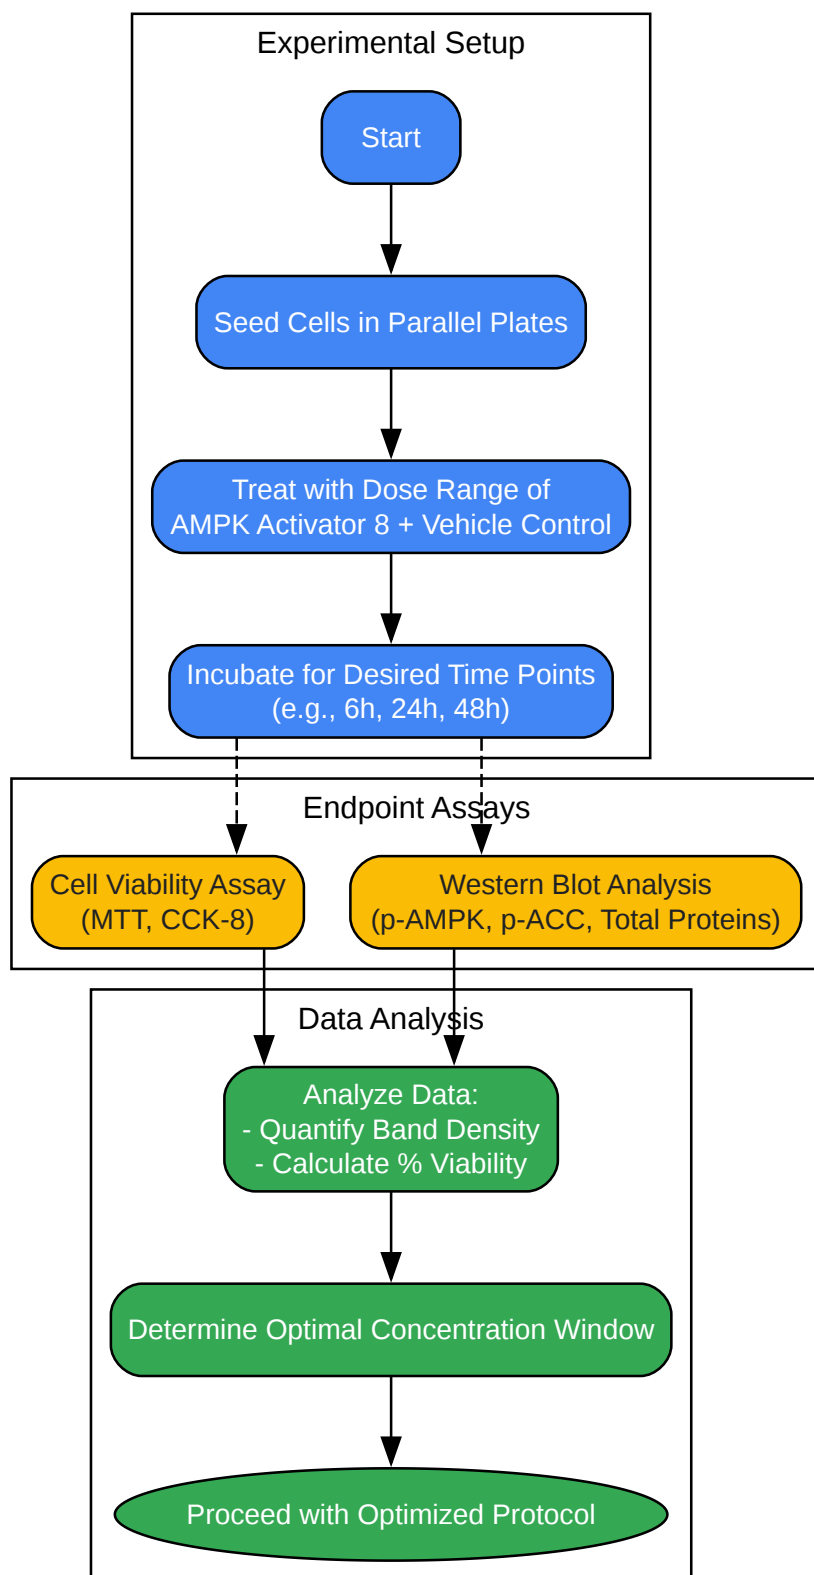 Experimental Setup
Start
Seed Cells in Parallel Plates
Treat with Dose Range of
AMPK Activator 8 + Vehicle Control
Incubate for Desired Time Points
(e.g., 6h, 24h, 48h)
Endpoint Assays
Cell Viability Assay
(MTT, CCK-8)
Western Blot Analysis
(p-AMPK, p-ACC, Total Proteins)
Data Analysis
Analyze Data:
- Quantify Band Density
- Calculate % Viability
Determine Optimal Concentration Window
Proceed with Optimized Protocol